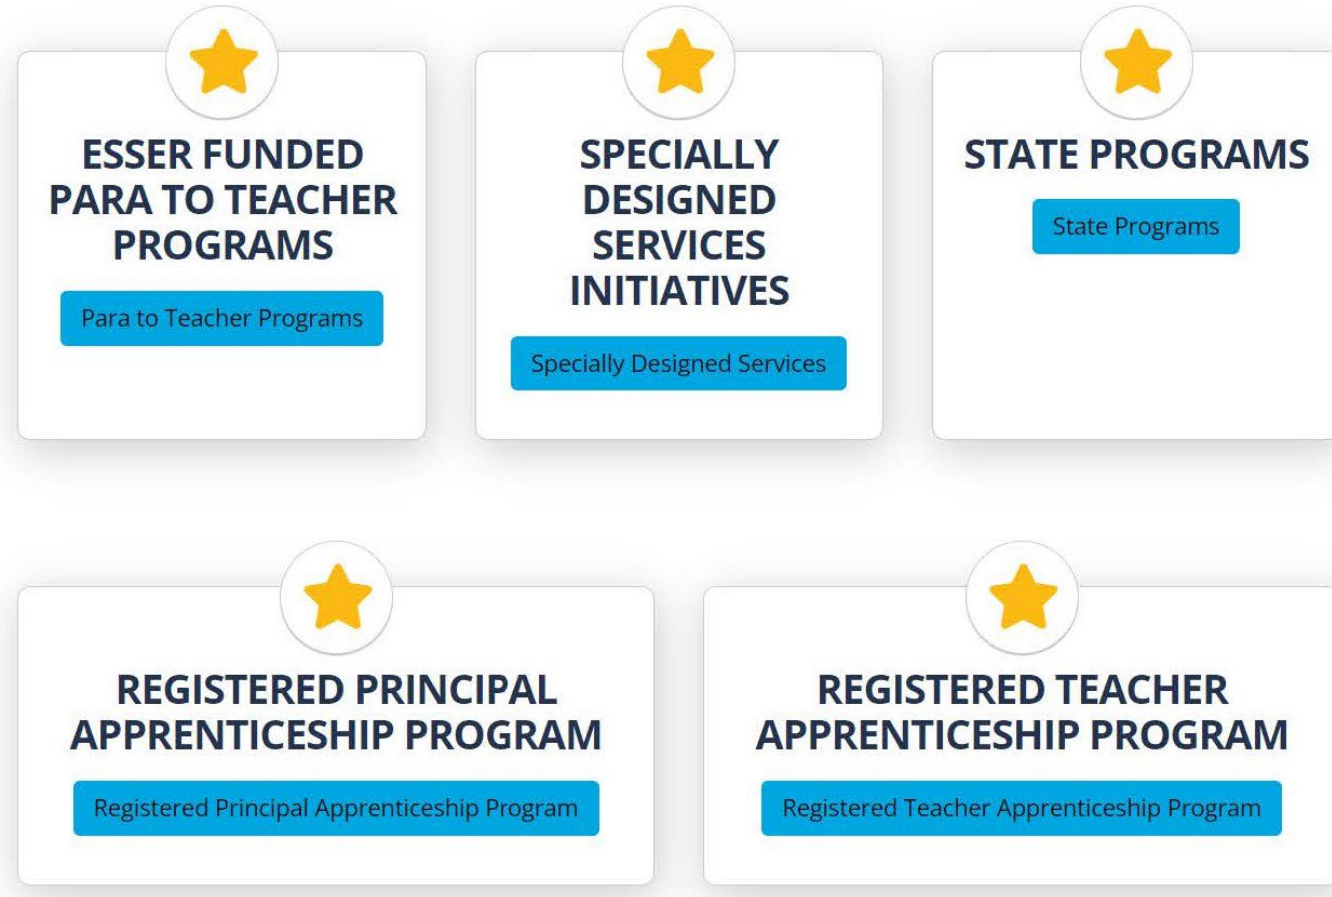 ESSER FUNDED
PARA TO TEACHER
PROGRAMS
Para to Teacher Programs
SPECIALLY
DESIGNED
SERVICES
INITIATIVES
Specially Designed Services
STATE PROGRAMS
State Programs
REGISTERED PRINCIPAL
APPRENTICESHIP PROGRAM
Registered Principal Apprenticeship Program
REGISTERED TEACHER
APPRENTICESHIP PROGRAM
Registered Teacher Apprenticeship Program